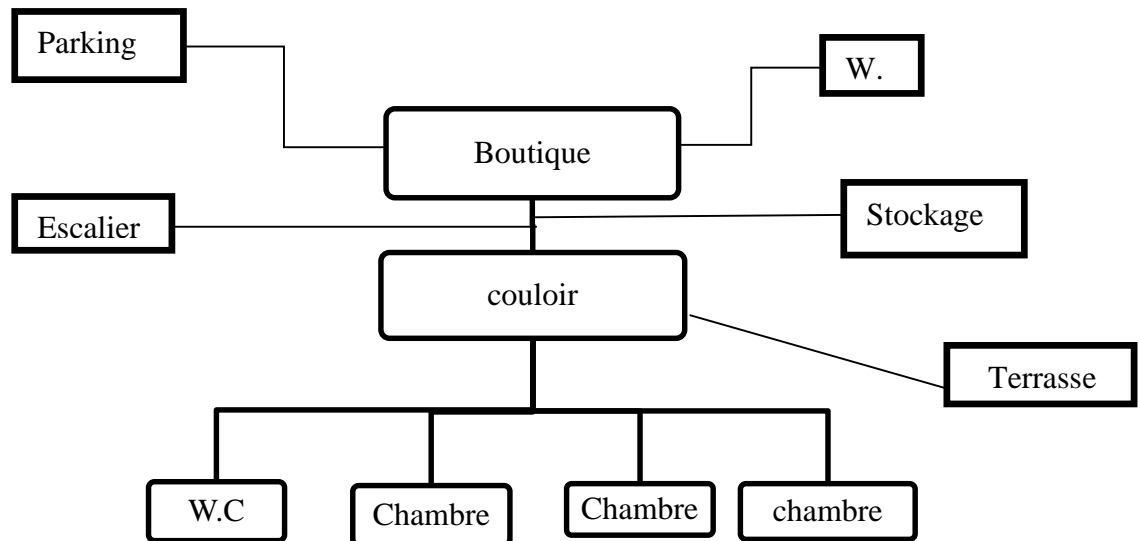 Parking
W.
Boutique
Escalier
Stockage
couloir
Terrasse
W.C
Chambre
Chambre
chambre